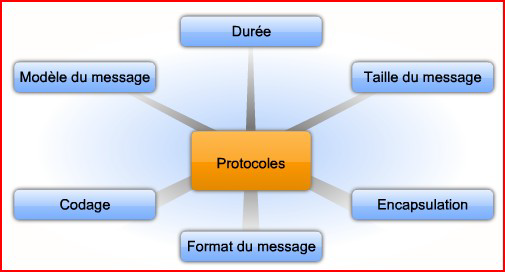 Durée
Modèle du message
Taille du message
Protocoles
Codage
Encapsulation
Format du message